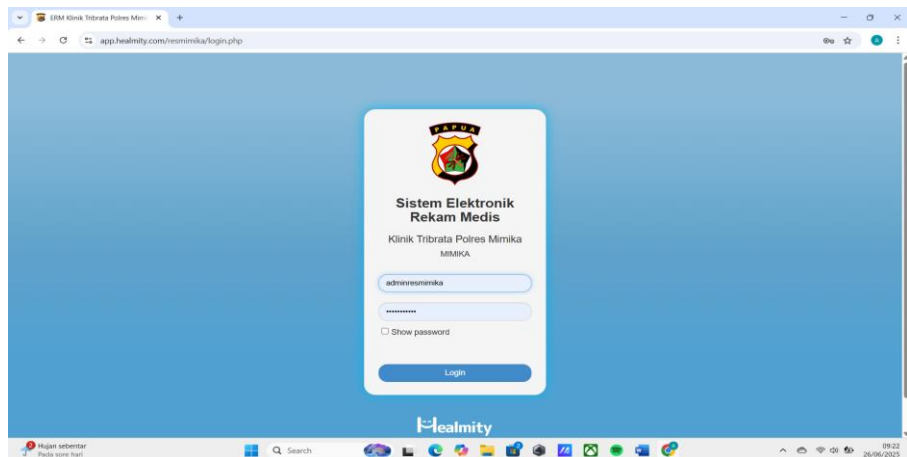 ERM Klinik Tribrata Polres Mimi
app.healmity.com/resmimika/login.php
PAPUA
Sistem Elektronik
Rekam Medis
Klinik Tribrata Polres Mimika
MIMIKA
adminresmimika
Show password
Login
Healmity
2
Hujan sebentar
Pada sore hari
Search
09:22
26/06/2025